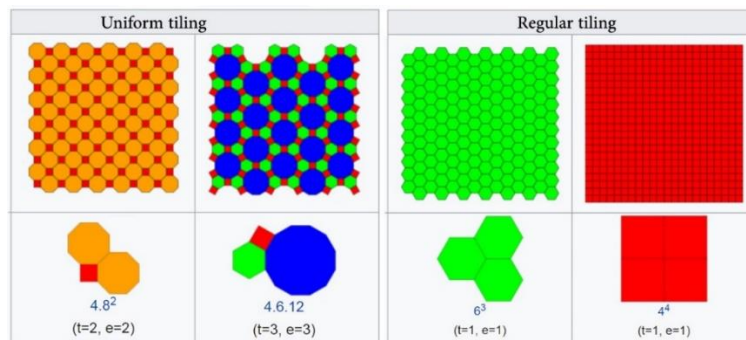 Uniform tiling
Regular tiling
4.8²
4.6.12
6³
4⁴
(t=2, e=2)
(t=3, e=3)
(t=1, e=1)
(t=1, e=1)